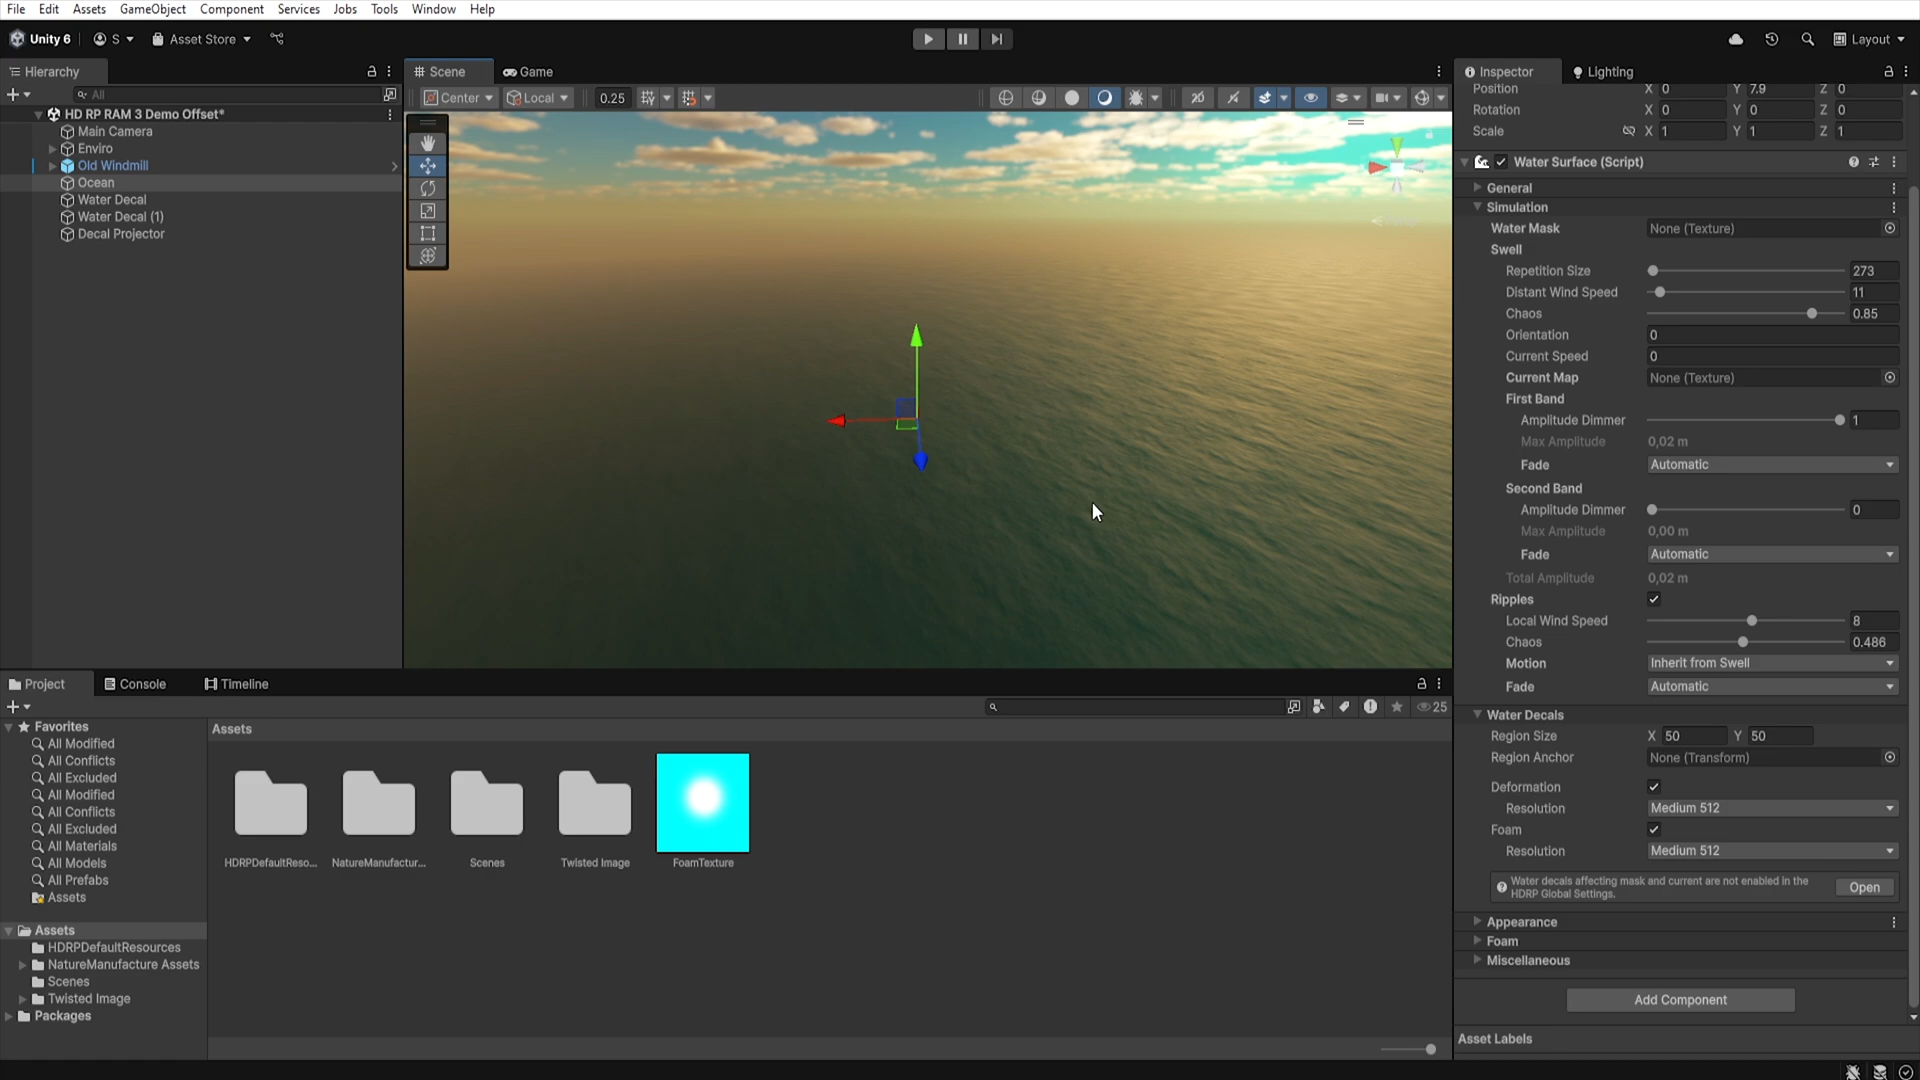 File Edit Assets GameObject Component Services Jobs Tools Window Help
Unity 6 S Asset Store Layout
Hierarchy
All
HD RP RAM 3 Demo Offset*
Main Camera
Enviro
Old Windmill
Ocean
Water Decal
Water Decal (1)
Decal Projector
Scene Game
Center Local 0.25 2D
Inspector Lighting
Position X 0 Y 7.9 Z 0
Rotation X 0 Y 0 Z 0
Scale X 1 Y 1 Z 1
Water Surface (Script)
General
Simulation
Water Mask None (Texture)
Swell
Repetition Size 273
Distant Wind Speed 11
Chaos 0.85
Orientation 0
Current Speed 0
Current Map None (Texture)
First Band
Amplitude Dimmer 1
Max Amplitude 0,02 m
Fade Automatic
Second Band
Amplitude Dimmer 0
Max Amplitude 0,00 m
Fade Automatic
Total Amplitude 0,02 m
Ripples
Local Wind Speed 8
Chaos 0.486
Motion Inherit from Swell
Fade Automatic
Water Decals
Region Size X 50 Y 50
Region Anchor None (Transform)
Deformation
Resolution Medium 512
Foam
Resolution Medium 512
Water decals affecting mask and current are not enabled in the
HDRP Global Settings.
Open
Appearance
Foam
Miscellaneous
Add Component
Asset Labels
Project Console Timeline
25
Favorites
All Modified
All Conflicts
All Excluded
All Modified
All Conflicts
All Excluded
All Materials
All Models
All Prefabs
Assets
Assets
HDRPDefaultResources
NatureManufacture Assets
Scenes
Twisted Image
Packages
Assets
HDRPDefaultReso... NatureManufactur... Scenes Twisted Image FoamTexture